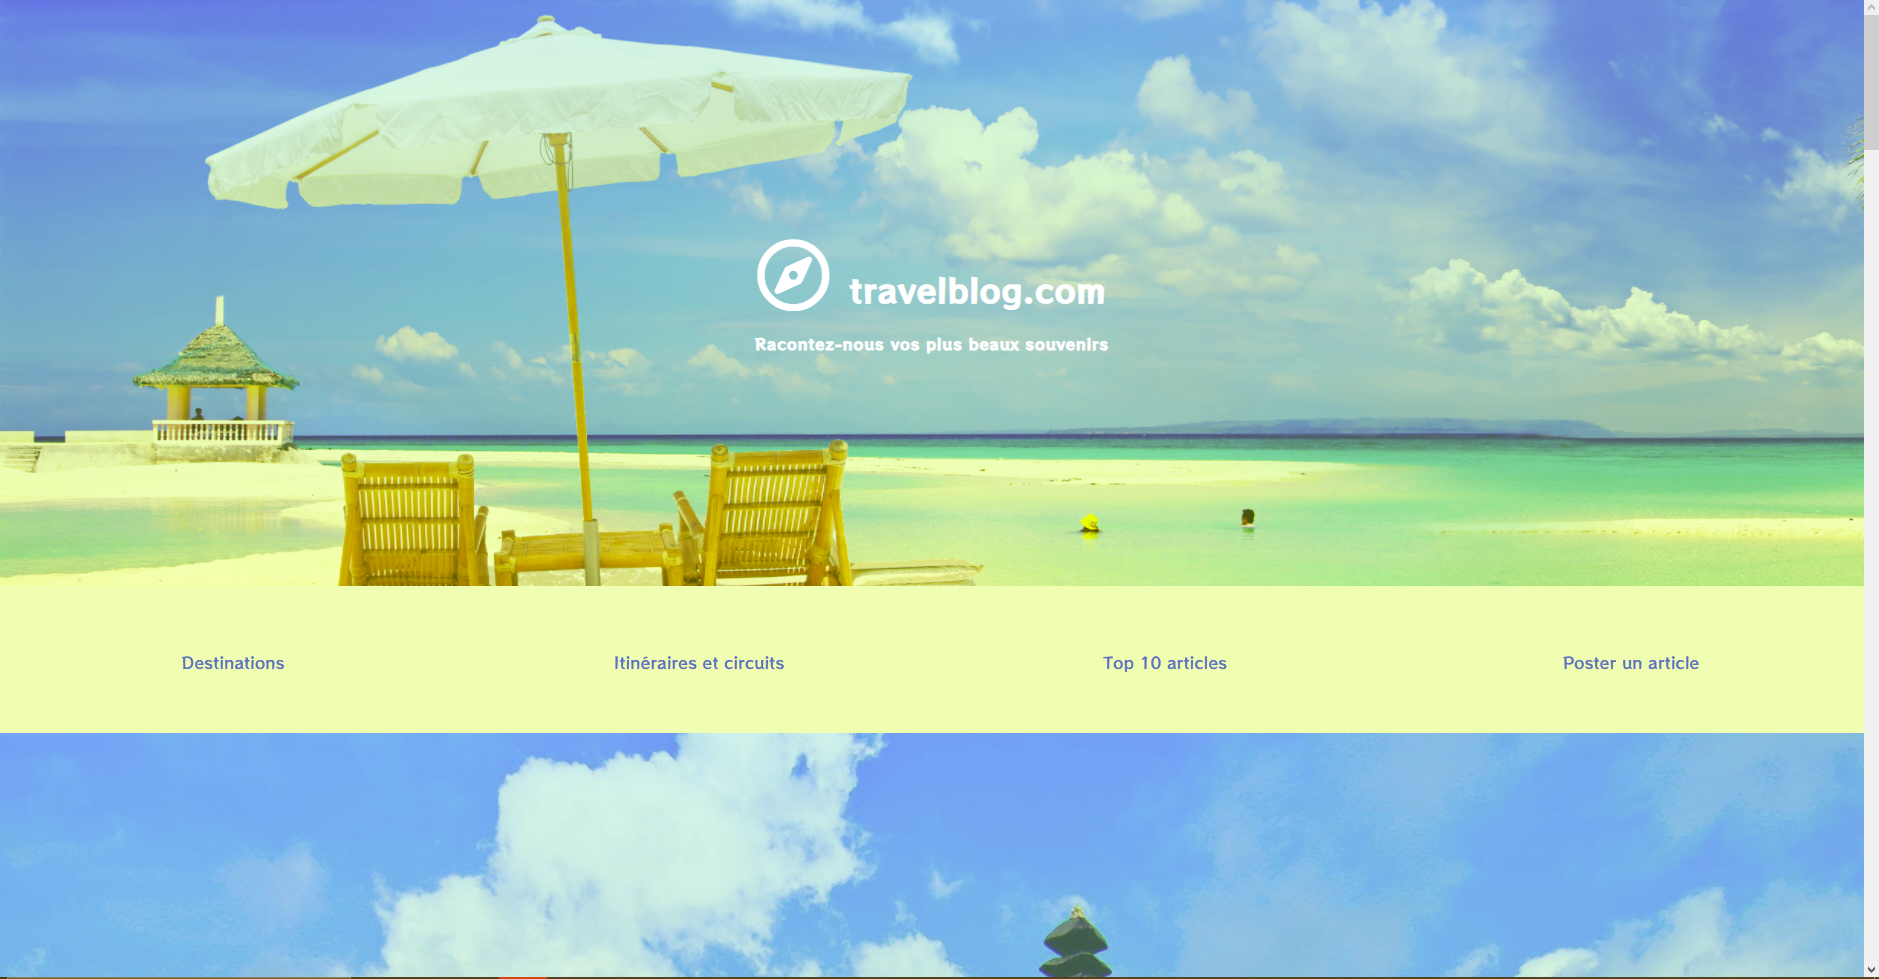 travelblog.com
Racontez-nous vos plus beaux souvenirs
Destinations
Itinéraires et circuits
Top 10 articles
Poster un article